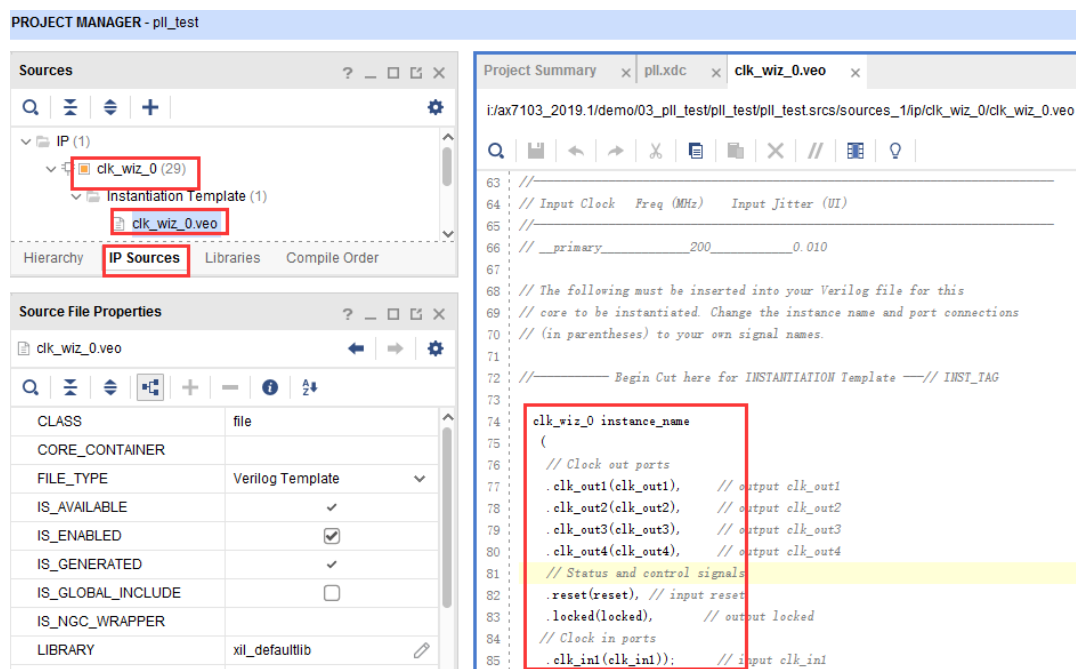 PROJECT MANAGER - pll_test
Sources
? _ □
IP (1)
clk_wiz_0 (29)
Instantiation Template (1)
clk_wiz_0.veo
Hierarchy IP Sources Libraries Compile Order
Source File Properties
clk_wiz_0.veo
CLASS file
CORE_CONTAINER
FILE_TYPE Verilog Template
IS_AVAILABLE
IS_ENABLED
IS_GENERATED
IS_GLOBAL_INCLUDE
IS_NGC_WRAPPER
LIBRARY xil_defaultlib
Project Summary pll.xdc clk_wiz_0.veo
i:/ax7103_2019.1/demo/03_pll_test/pll_test/pll_test.srcs/sources_1/ip/clk_wiz_0/clk_wiz_0.veo
63 //----------------------------------------------------------------------------
64 // Input Clock Freq (MHz) Input Jitter (UI)
65 //----------------------------------------------------------------------------
66 // __primary_____________200____________0.010
67
68 // The following must be inserted into your Verilog file for this
69 // core to be instantiated. Change the instance name and port connections
70 // (in parentheses) to your own signal names.
71
72 //----------- Begin Cut here for INSTANTIATION Template ---// INST_TAG
73
74 clk_wiz_0 instance_name
75 (
76 // Clock out ports
77 .clk_out1(clk_out1), // output clk_out1
78 .clk_out2(clk_out2), // output clk_out2
79 .clk_out3(clk_out3), // output clk_out3
80 .clk_out4(clk_out4), // output clk_out4
81 // Status and control signals
82 .reset(reset), // input reset
83 .locked(locked), // output locked
84 // Clock in ports
85 .clk_in1(clk_in1)); // input clk_in1